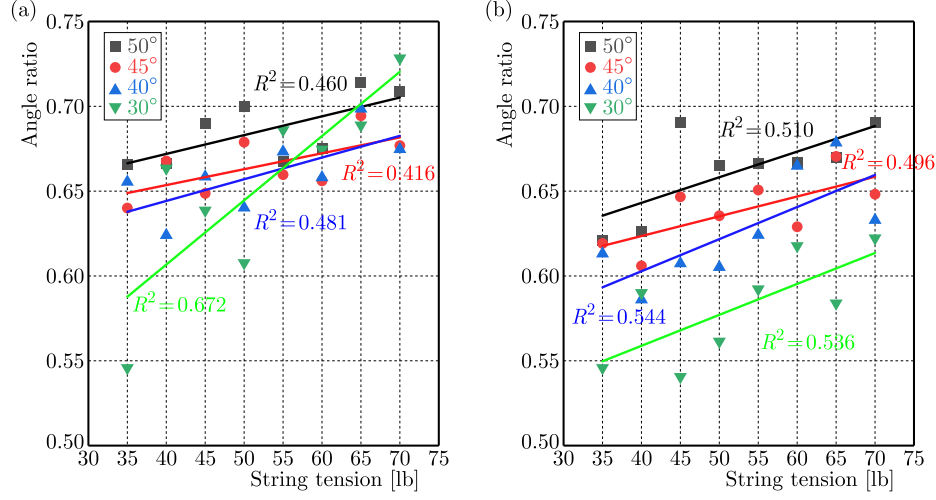 (a)
Angle ratio
0.75
0.70
0.65
0.60
0.55
0.50
50°
45°
40°
30°
R²=0.460
R²=0.416
R²=0.481
R²=0.672
30 35 40 45 50 55 60 65 70 75
String tension [lb]
(b)
Angle ratio
0.75
0.70
0.65
0.60
0.55
0.50
50°
45°
40°
30°
R²=0.510
R²=0.496
R²=0.544
R²=0.536
30 35 40 45 50 55 60 65 70 75
String tension [lb]